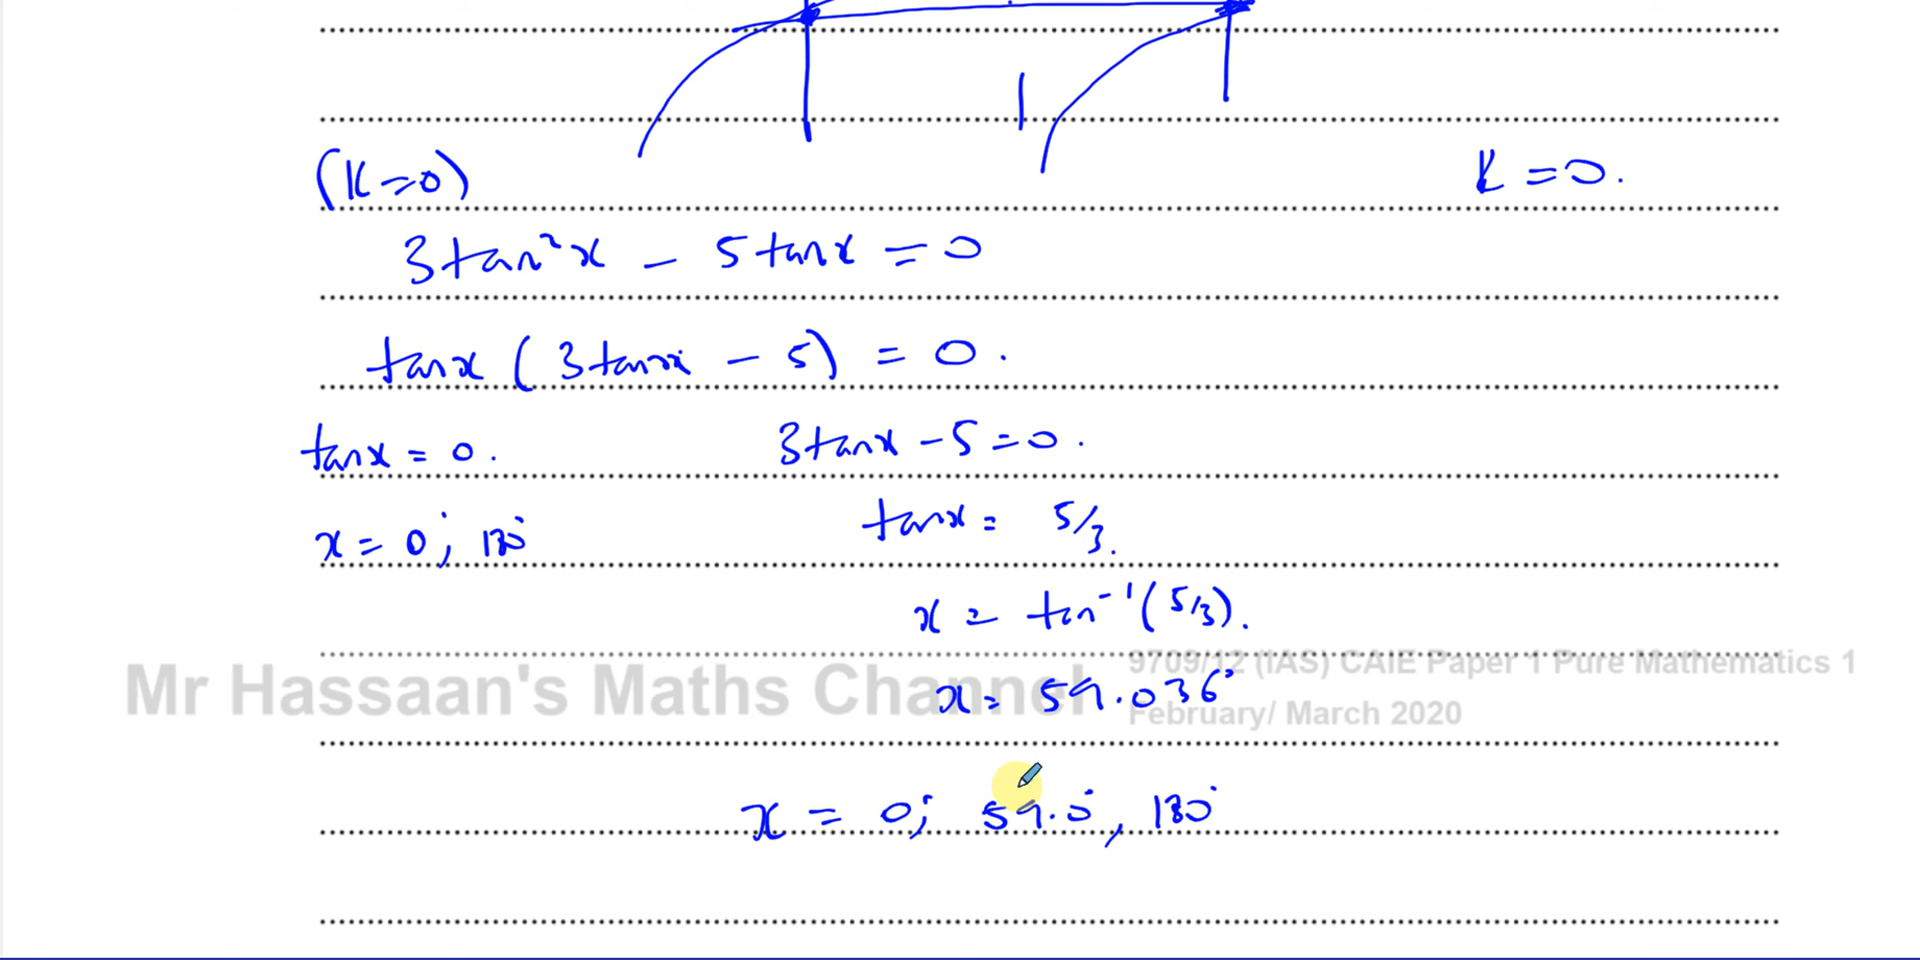 (K=0)
K=0.
3tan²x - 5tanx = 0
tanx ( 3tanx - 5) = 0.
tanx = 0.
3tanx - 5 = 0.
x = 0°, 180°
tanx = 5/3.
x = tan⁻¹(5/3).
Mr Hassaan's Maths Channel
9709/12 (IAS) CAIE Paper 1 Pure Mathematics 1
x = 59.036°
February/ March 2020
x = 0°, 59.0°, 180°